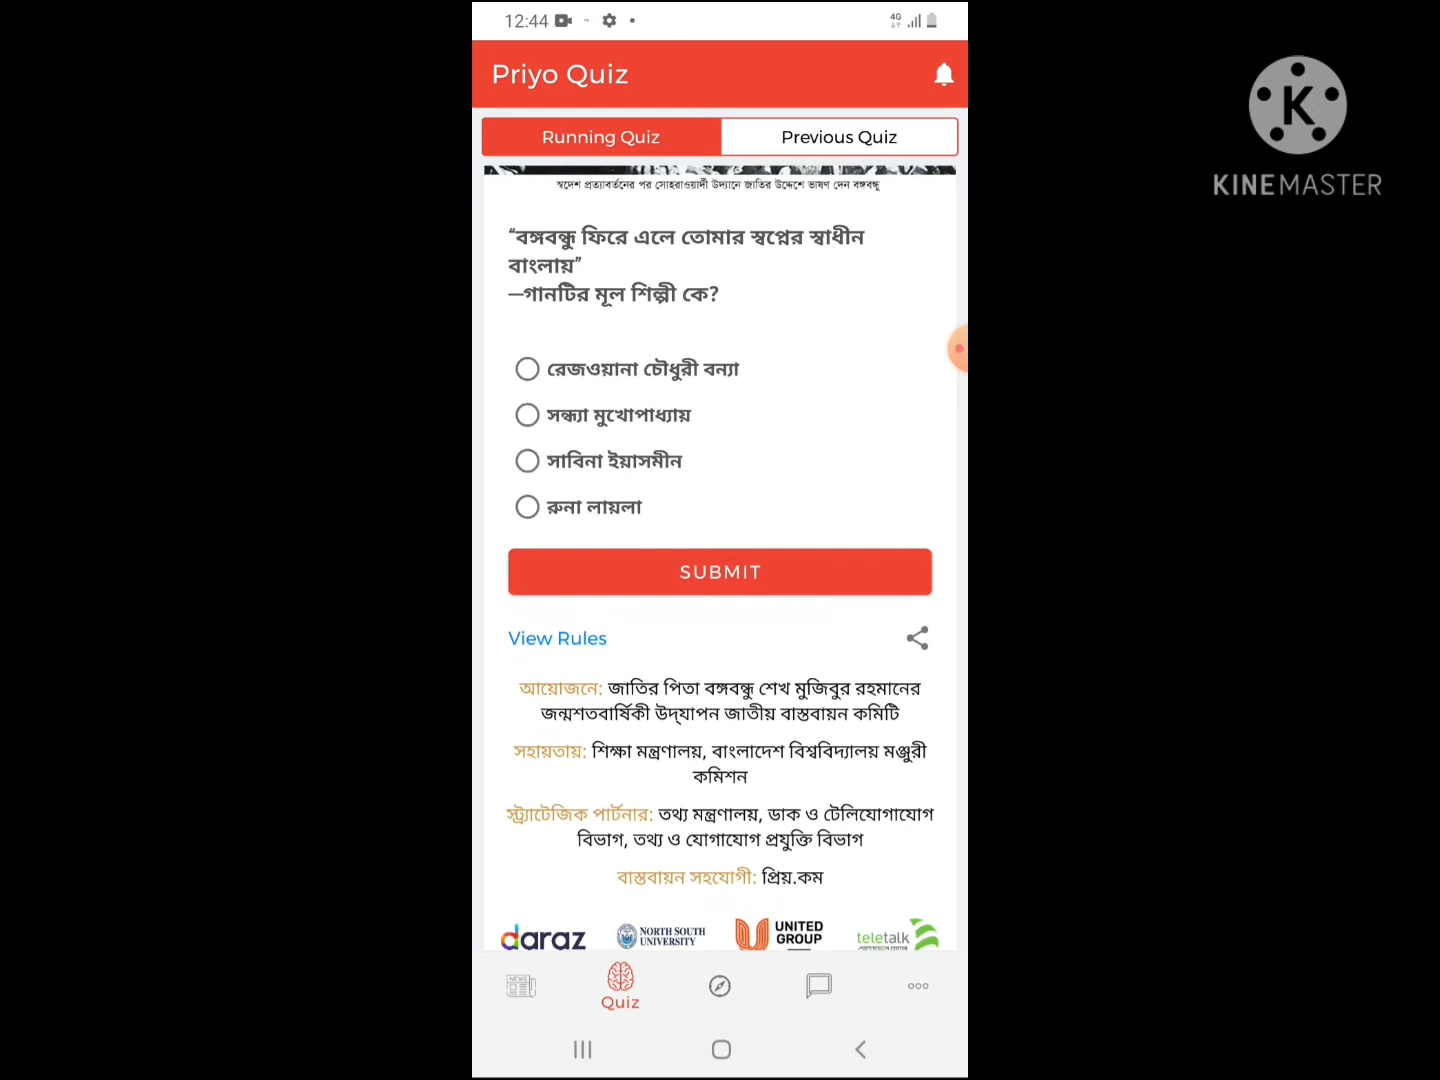 12:44
4G
Priyo Quiz
KINEMASTER
Running Quiz
Previous Quiz
স্বদেশ প্রত্যাবর্তনের পর সোহরাওয়ার্দী উদ্যানে জাতির উদ্দেশে ভাষণ দেন বঙ্গবন্ধু
“বঙ্গবন্ধু ফিরে এলে তোমার স্বপ্নের স্বাধীন
বাংলায়”
—গানটির মূল শিল্পী কে?
রেজওয়ানা চৌধুরী বন্যা
সন্ধ্যা মুখোপাধ্যায়
সাবিনা ইয়াসমীন
রুনা লায়লা
SUBMIT
View Rules
আয়োজনে: জাতির পিতা বঙ্গবন্ধু শেখ মুজিবুর রহমানের
জন্মশতবার্ষিকী উদ্‌যাপন জাতীয় বাস্তবায়ন কমিটি
সহায়তায়: শিক্ষা মন্ত্রণালয়, বাংলাদেশ বিশ্ববিদ্যালয় মঞ্জুরী
কমিশন
স্ট্র্যাটেজিক পার্টনার: তথ্য মন্ত্রণালয়, ডাক ও টেলিযোগাযোগ
বিভাগ, তথ্য ও যোগাযোগ প্রযুক্তি বিভাগ
বাস্তবায়ন সহযোগী: প্রিয়.কম
daraz
NORTH SOUTH
UNIVERSITY
UNITED
GROUP
teletalk
NEWS
Quiz